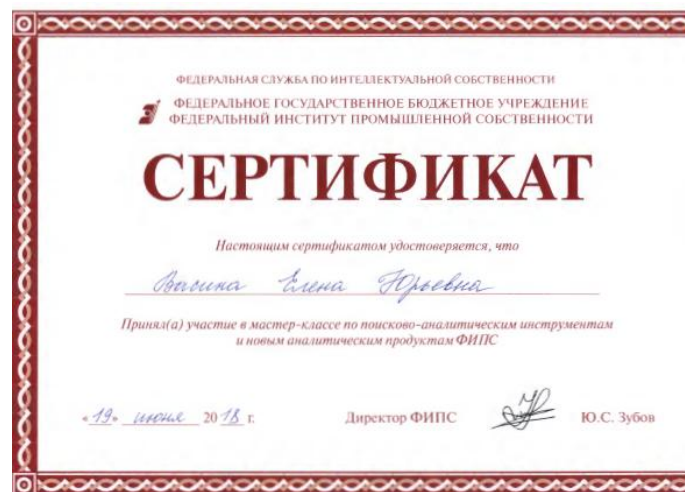 ФЕДЕРАЛЬНАЯ СЛУЖБА ПО ИНТЕЛЛЕКТУАЛЬНОЙ СОБСТВЕННОСТИ
ФЕДЕРАЛЬНОЕ ГОСУДАРСТВЕННОЕ БЮДЖЕТНОЕ УЧРЕЖДЕНИЕ
ФЕДЕРАЛЬНЫЙ ИНСТИТУТ ПРОМЫШЛЕННОЙ СОБСТВЕННОСТИ
СЕРТИФИКАТ
Настоящим сертификатом удостоверяется, что
Васина Елена Юрьевна
Принял(а) участие в мастер-классе по поисково-аналитическим инструментам
и новым аналитическим продуктам ФИПС
«19» июня 2018 г. Директор ФИПС Ю.С. Зубов